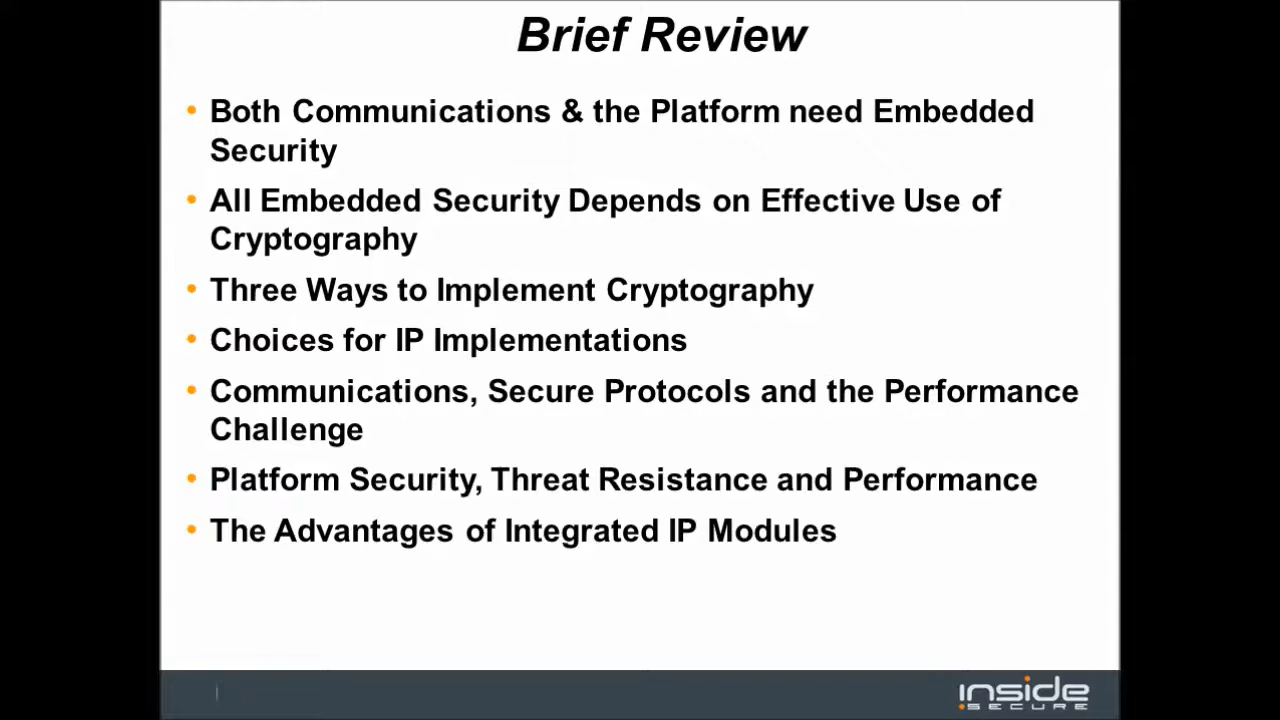 Brief Review
• Both Communications & the Platform need Embedded
Security
• All Embedded Security Depends on Effective Use of
Cryptography
• Three Ways to Implement Cryptography
• Choices for IP Implementations
• Communications, Secure Protocols and the Performance
Challenge
• Platform Security, Threat Resistance and Performance
• The Advantages of Integrated IP Modules
inside
SECURE